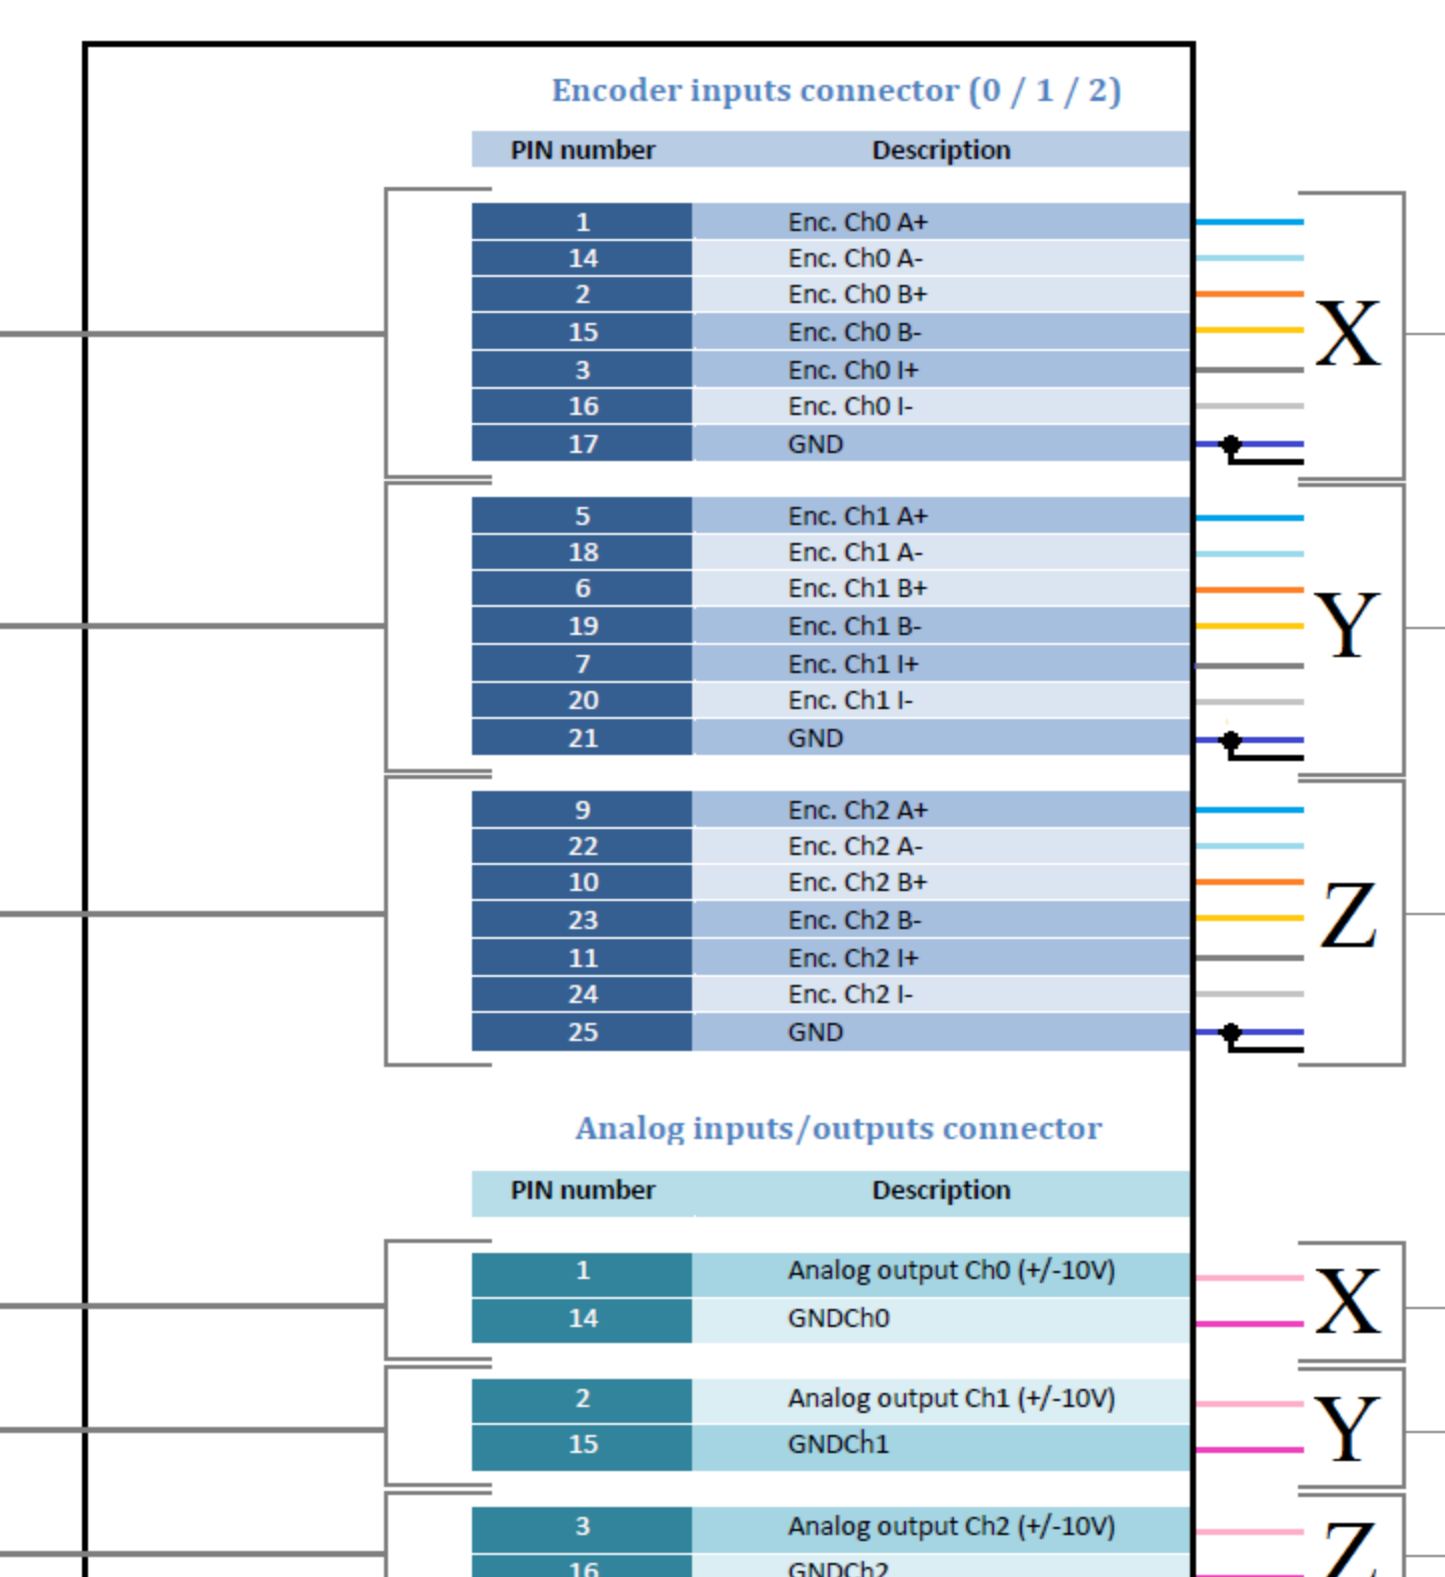 Encoder inputs connector (0 / 1 / 2)
PIN number Description
1 Enc. Ch0 A+
14 Enc. Ch0 A-
2 Enc. Ch0 B+
15 Enc. Ch0 B-
3 Enc. Ch0 I+
16 Enc. Ch0 I-
17 GND
X
5 Enc. Ch1 A+
18 Enc. Ch1 A-
6 Enc. Ch1 B+
19 Enc. Ch1 B-
7 Enc. Ch1 I+
20 Enc. Ch1 I-
21 GND
Y
9 Enc. Ch2 A+
22 Enc. Ch2 A-
10 Enc. Ch2 B+
23 Enc. Ch2 B-
11 Enc. Ch2 I+
24 Enc. Ch2 I-
25 GND
Z
Analog inputs/outputs connector
PIN number Description
1 Analog output Ch0 (+/-10V)
14 GNDCh0
X
2 Analog output Ch1 (+/-10V)
15 GNDCh1
Y
3 Analog output Ch2 (+/-10V)
16 GNDCh2
Z